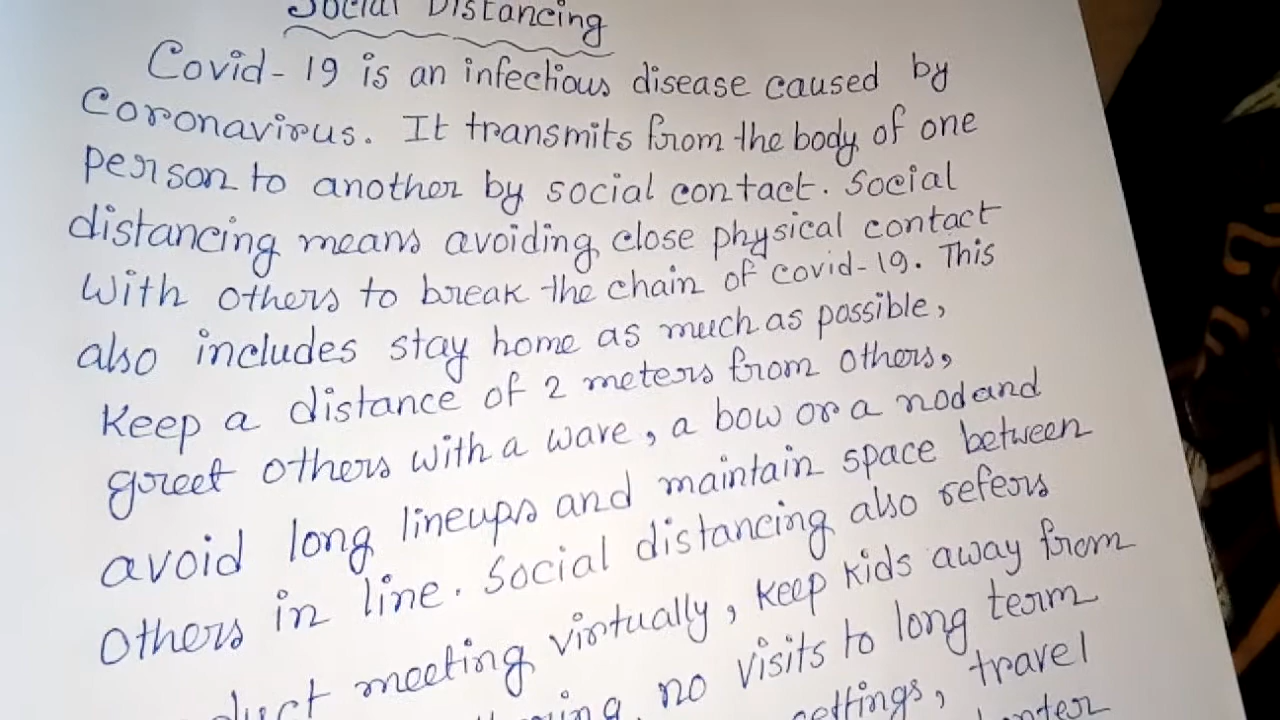 Social Distancing
Covid-19 is an infectious disease caused by
Coronavirus. It transmits from the body of one
person to another by social contact. Social
distancing means avoiding close physical contact
With others to break the chain of covid-19. This
also includes stay home as much as possible,
Keep a distance of 2 meters from others,
greet others with a wave, a bow or a nod and
avoid long lineups and maintain space between
others in line. Social distancing also refers
meeting virtually, keep kids away from
no visits to long term
settings, travel